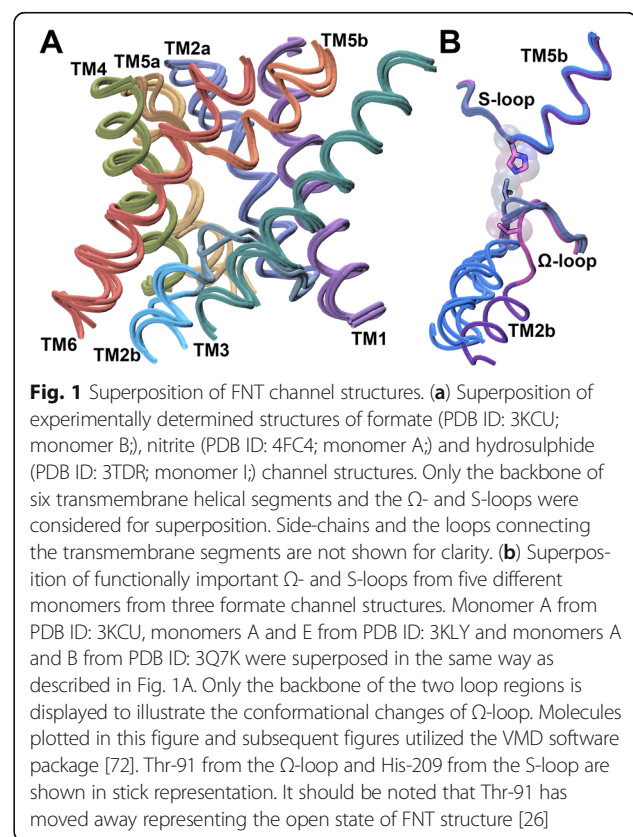 A
B
TM4
TM5a
TM2a
TM5b
TM5b
S-loop
Ω-loop
TM6
TM2b
TM3
TM1
TM2b
Fig. 1 Superposition of FNT channel structures. (a) Superposition of
experimentally determined structures of formate (PDB ID: 3KCU;
monomer B;), nitrite (PDB ID: 4FC4; monomer A;) and hydrosulphide
(PDB ID: 3TDR; monomer I;) channel structures. Only the backbone of
six transmembrane helical segments and the Ω- and S-loops were
considered for superposition. Side-chains and the loops connecting
the transmembrane segments are not shown for clarity. (b) Superpos-
ition of functionally important Ω- and S-loops from five different
monomers from three formate channel structures. Monomer A from
PDB ID: 3KCU, monomers A and E from PDB ID: 3KLY and monomers A
and B from PDB ID: 3Q7K were superposed in the same way as
described in Fig. 1A. Only the backbone of the two loop regions is
displayed to illustrate the conformational changes of Ω-loop. Molecules
plotted in this figure and subsequent figures utilized the VMD software
package [72]. Thr-91 from the Ω-loop and His-209 from the S-loop are
shown in stick representation. It should be noted that Thr-91 has
moved away representing the open state of FNT structure [26]